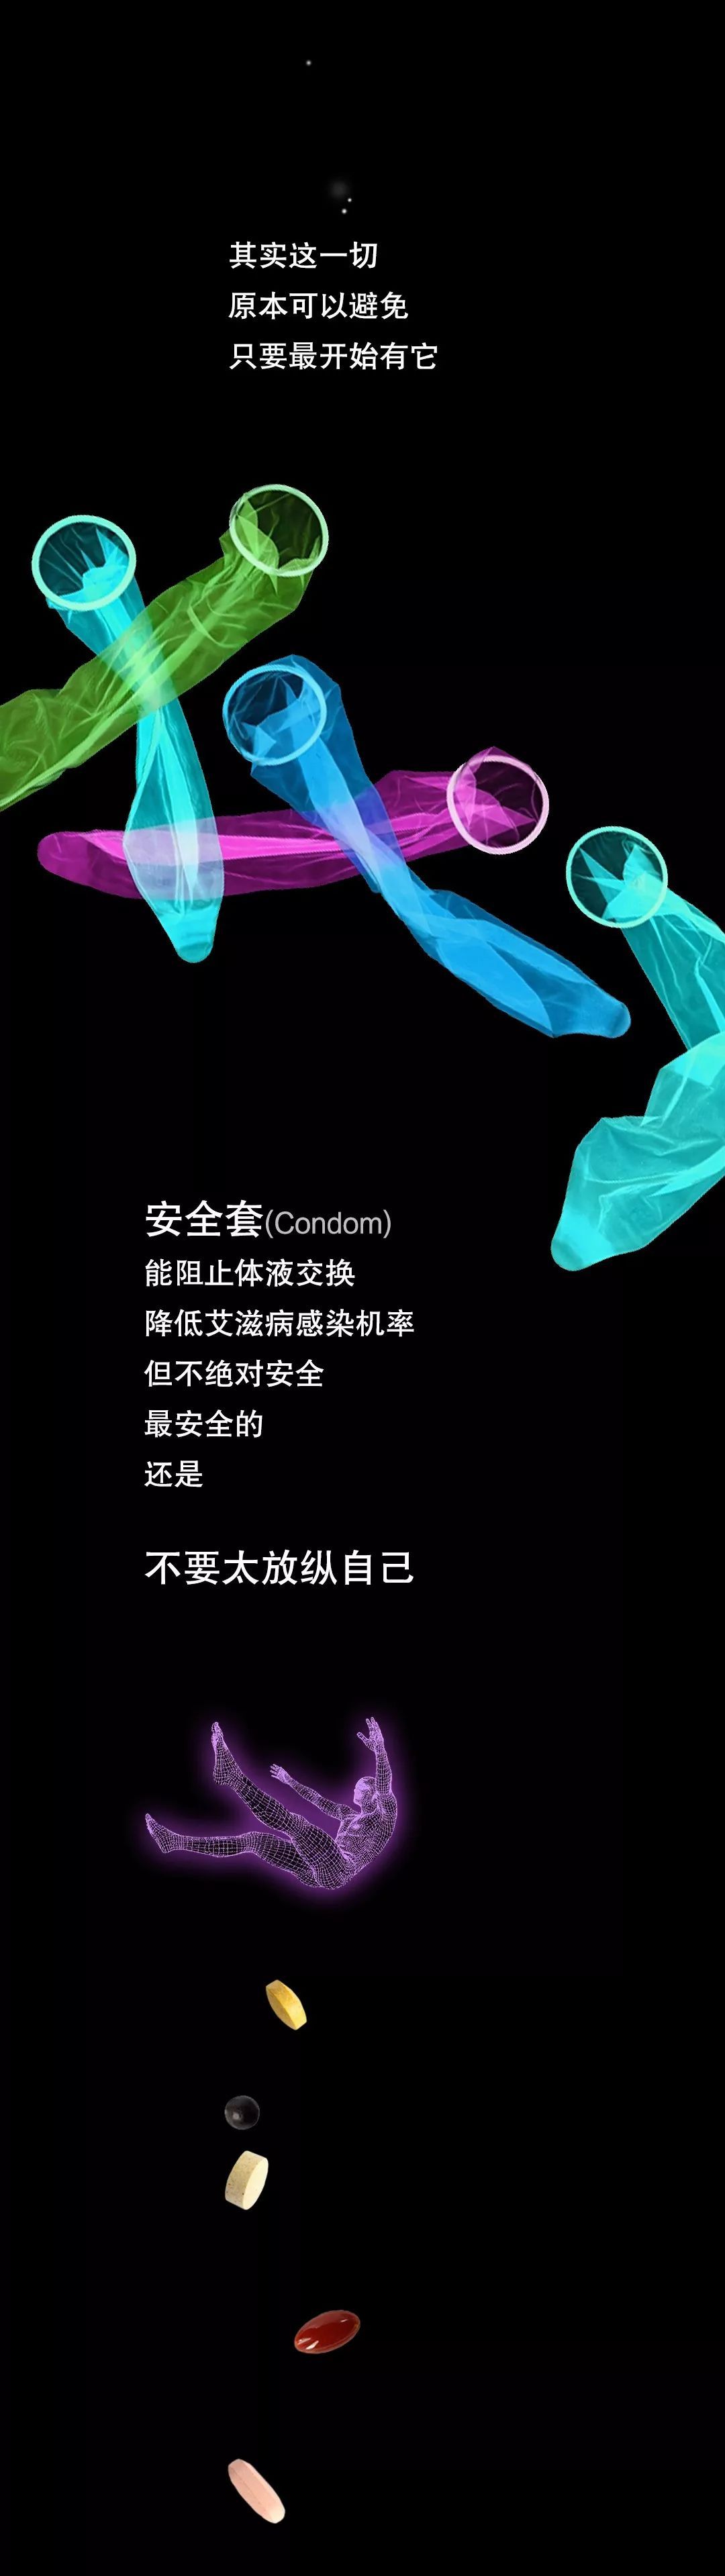 其实这一切
原本可以避免
只要最开始有它
安全套(Condom)
能阻止体液交换
降低艾滋病感染机率
但不绝对安全
最安全的
还是
不要太放纵自己